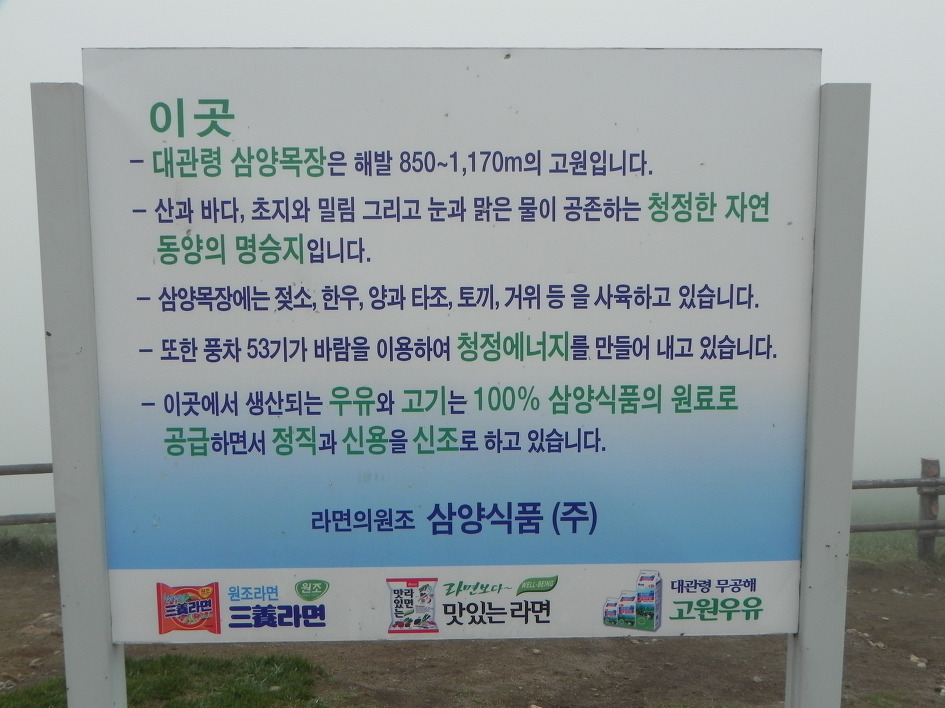 이곳
- 대관령 삼양목장은 해발 850~1,170m의 고원입니다.
- 산과 바다, 초지와 밀림 그리고 눈과 맑은 물이 공존하는 청정한 자연
동양의 명승지입니다.
- 삼양목장에는 젖소, 한우, 양과 타조, 토끼, 거위 등 을 사육하고 있습니다.
- 또한 풍차 53기가 바람을 이용하여 청정에너지를 만들어 내고 있습니다.
- 이곳에서 생산되는 우유와 고기는 100% 삼양식품의 원료로
공급하면서 정직과 신용을 신조로 하고 있습니다.
라면의원조 삼양식품 (주)
三養라면
원조라면 원조
三養라면
맛있는라면
라면보다~ WELL-BEING
맛있는라면
대관령 무공해
고원우유